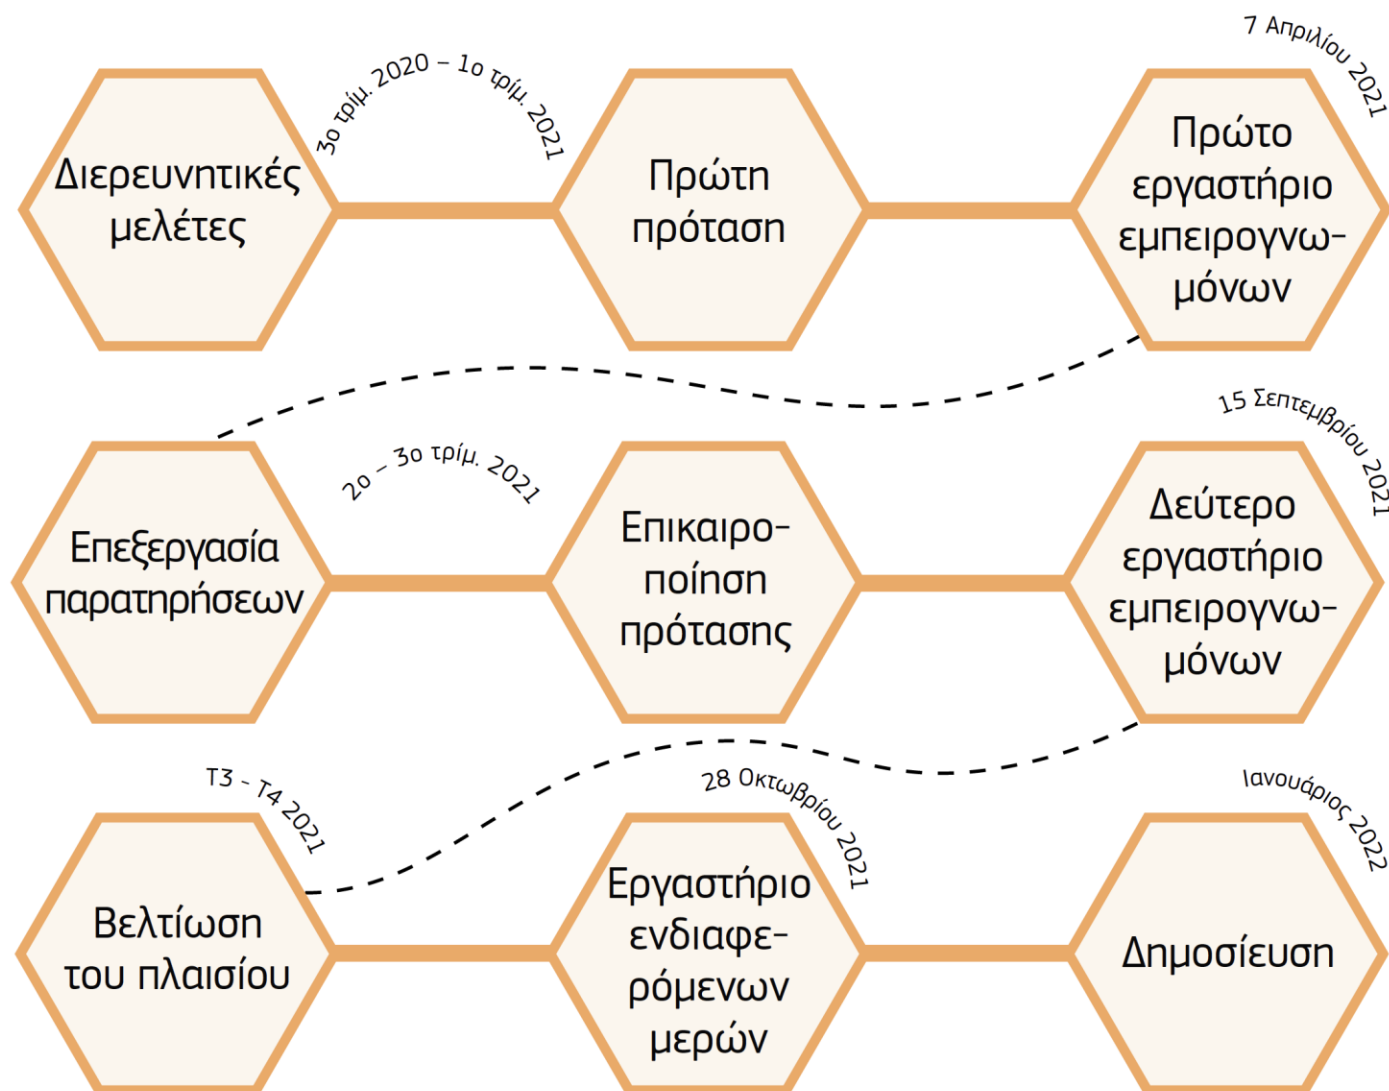 Διερευνητικές
μελέτες
3ο τρίμ. 2020 – 1ο τρίμ. 2021
Πρώτη
πρόταση
7 Απριλίου 2021
Πρώτο
εργαστήριο
εμπειρογνω-
μόνων
Επεξεργασία
παρατηρήσεων
2ο – 3ο τρίμ. 2021
Επικαιρο-
ποίηση
πρότασης
15 Σεπτεμβρίου 2021
Δεύτερο
εργαστήριο
εμπειρογνω-
μόνων
Τ3 - Τ4 2021
Βελτίωση
του πλαισίου
28 Οκτωβρίου 2021
Εργαστήριο
ενδιαφε-
ρόμενων
μερών
Ιανουάριος 2022
Δημοσίευση